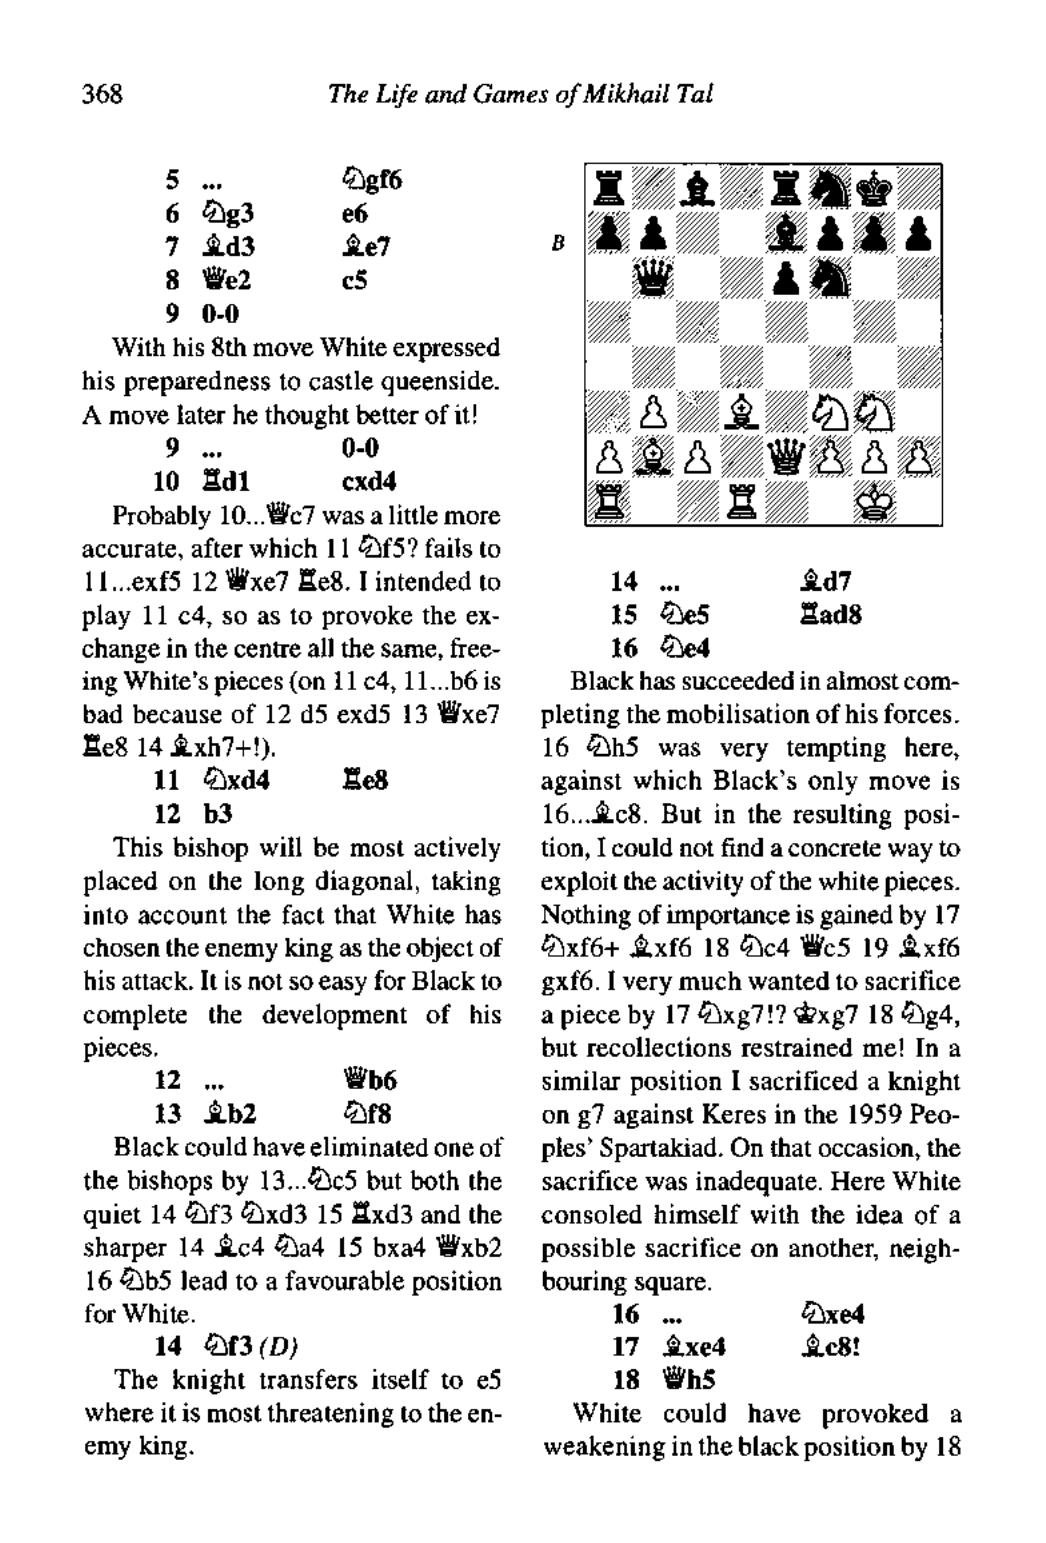 368
The Life and Games of Mikhail Tal
5 ... ♘gf6
6 ♘g3 e6
7 ♗d3 ♗e7
8 ♕e2 c5
9 0-0
With his 8th move White expressed
his preparedness to castle queenside.
A move later he thought better of it!
9 ... 0-0
10 ♖d1 cxd4
Probably 10...♕c7 was a little more
accurate, after which 11 ♘f5? fails to
11...exf5 12 ♕xe7 ♖e8. I intended to
play 11 c4, so as to provoke the ex-
change in the centre all the same, free-
ing White's pieces (on 11 c4, 11...b6 is
bad because of 12 d5 exd5 13 ♕xe7
♖e8 14 ♗xh7+!).
11 ♘xd4 ♖e8
12 b3
This bishop will be most actively
placed on the long diagonal, taking
into account the fact that White has
chosen the enemy king as the object of
his attack. It is not so easy for Black to
complete the development of his
pieces.
12 ... ♕b6
13 ♗b2 ♘f8
Black could have eliminated one of
the bishops by 13...♘c5 but both the
quiet 14 ♘f3 ♘xd3 15 ♖xd3 and the
sharper 14 ♗c4 ♘a4 15 bxa4 ♕xb2
16 ♘b5 lead to a favourable position
for White.
14 ♘f3 (D)
The knight transfers itself to e5
where it is most threatening to the en-
emy king.
B
14 ... ♗d7
15 ♘e5 ♖ad8
16 ♘e4
Black has succeeded in almost com-
pleting the mobilisation of his forces.
16 ♘h5 was very tempting here,
against which Black's only move is
16...♗c8. But in the resulting posi-
tion, I could not find a concrete way to
exploit the activity of the white pieces.
Nothing of importance is gained by 17
♘xf6+ ♗xf6 18 ♘c4 ♕c5 19 ♗xf6
gxf6. I very much wanted to sacrifice
a piece by 17 ♘xg7!? ♔xg7 18 ♘g4,
but recollections restrained me! In a
similar position I sacrificed a knight
on g7 against Keres in the 1959 Peo-
ples' Spartakiad. On that occasion, the
sacrifice was inadequate. Here White
consoled himself with the idea of a
possible sacrifice on another, neigh-
bouring square.
16 ... ♘xe4
17 ♗xe4 ♗c8!
18 ♕h5
White could have provoked a
weakening in the black position by 18